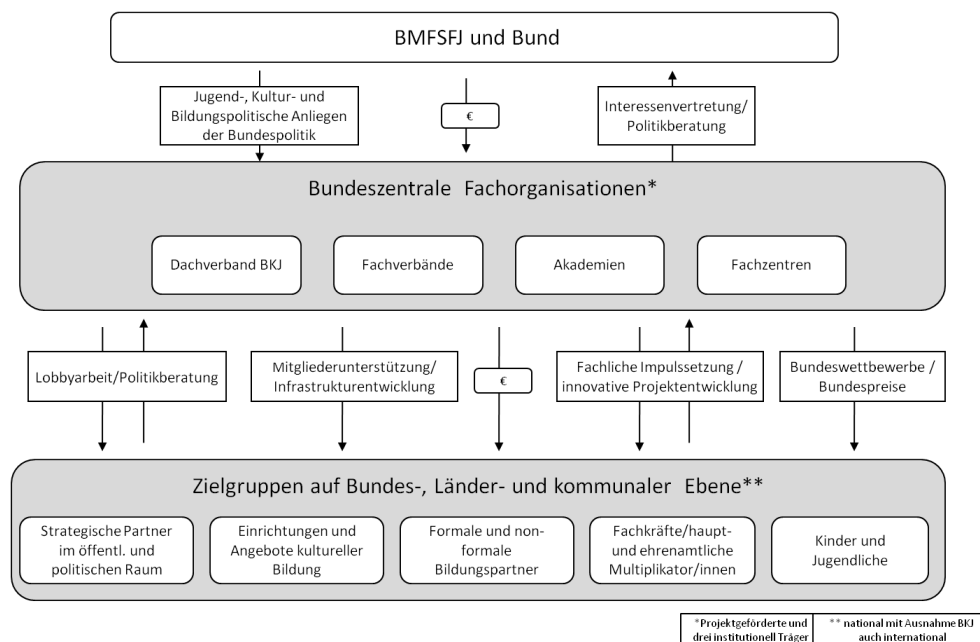 BMFSFJ und Bund
Jugend-, Kultur- und
Bildungspolitische Anliegen
der Bundespolitik
€
Interessenvertretung/
Politikberatung
Bundeszentrale Fachorganisationen*
Dachverband BKJ
Fachverbände
Akademien
Fachzentren
Lobbyarbeit/Politikberatung
Mitgliederunterstützung/
Infrastrukturentwicklung
€
Fachliche Impulssetzung /
innovative Projektentwicklung
Bundeswettbewerbe /
Bundespreise
Zielgruppen auf Bundes-, Länder- und kommunaler Ebene**
Strategische Partner
im öffentl. und
politischen Raum
Einrichtungen und
Angebote kultureller
Bildung
Formale und non-
formale
Bildungspartner
Fachkräfte/haupt-
und ehrenamtliche
Multiplikator/innen
Kinder und
Jugendliche
*Projektgeförderte und
drei institutionell Träger
** national mit Ausnahme BKJ
auch international